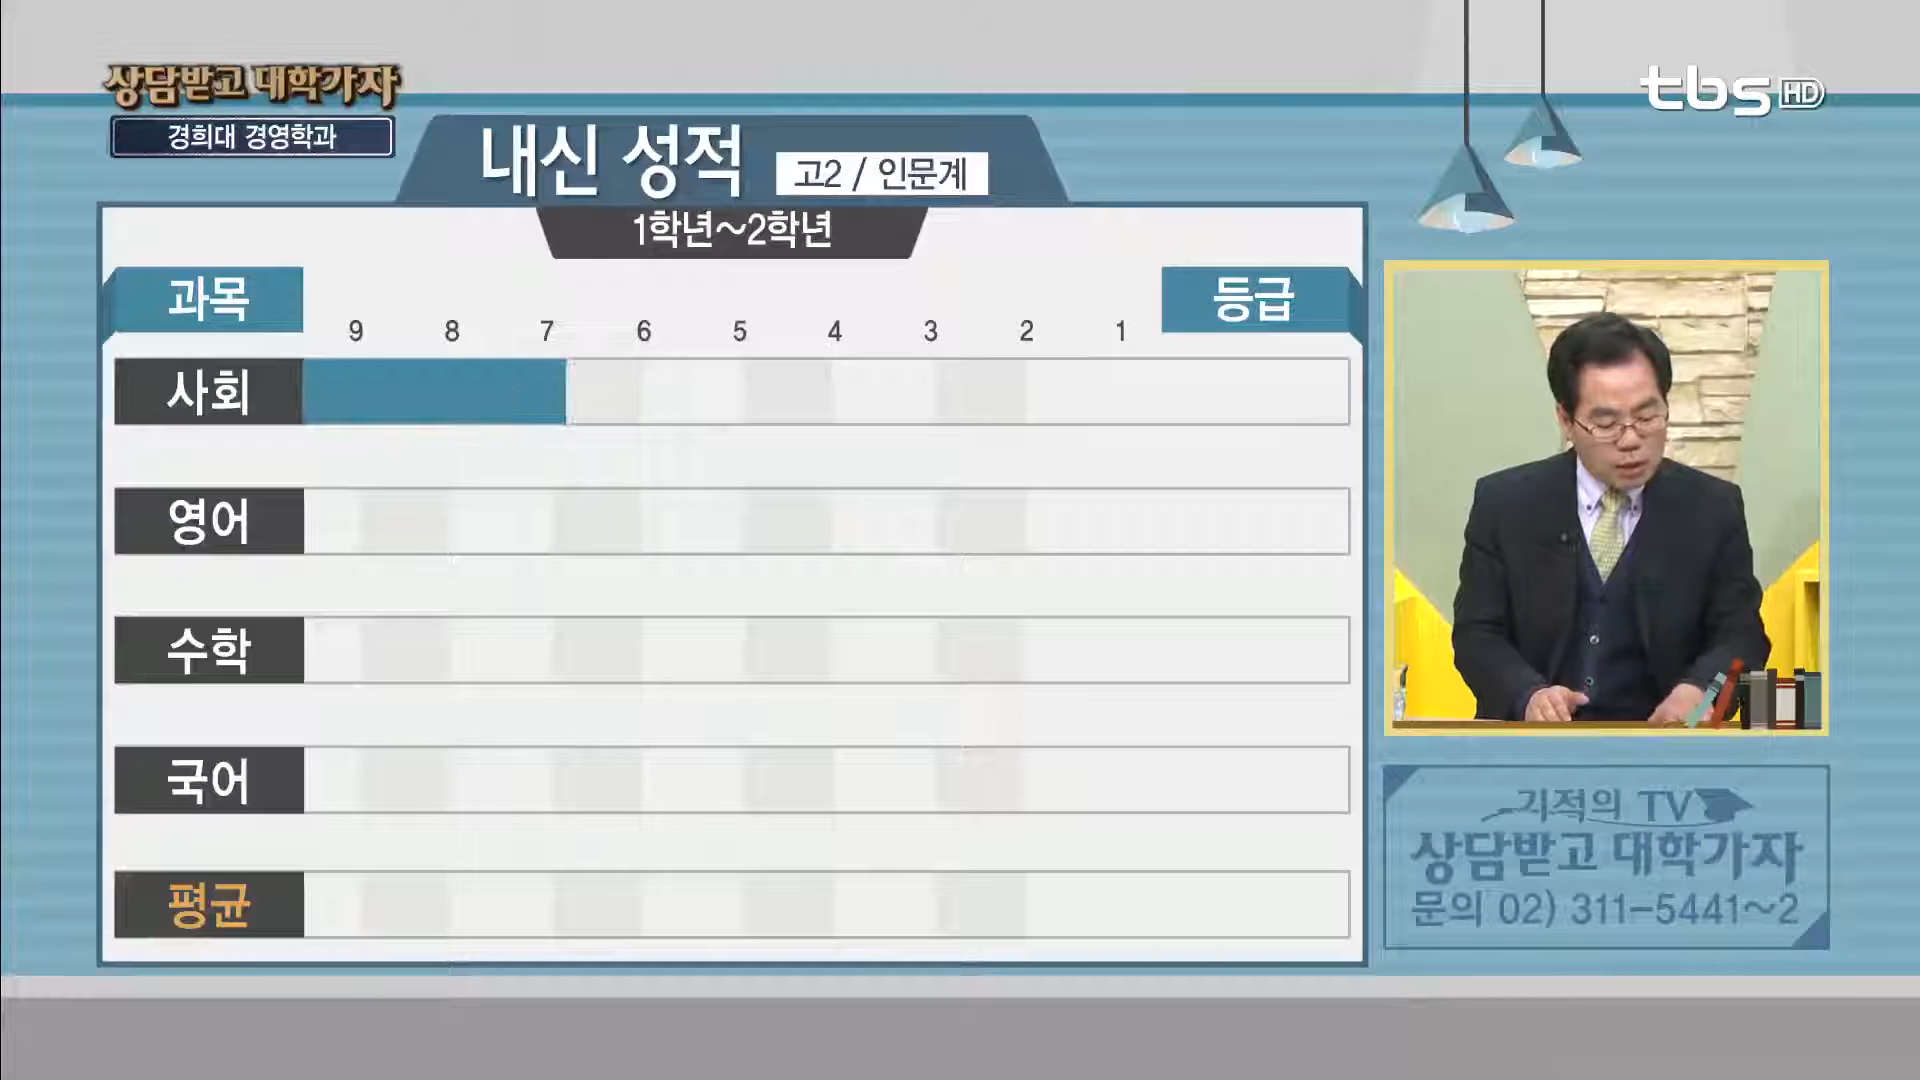 상담받고 대학가자
경희대 경영학과
tbs HD
내신 성적
고2 / 인문계
1학년~2학년
과목
9 8 7 6 5 4 3 2 1
등급
사회
영어
수학
국어
평균
기적의 TV
상담받고 대학가자
문의 02) 311-5441~2